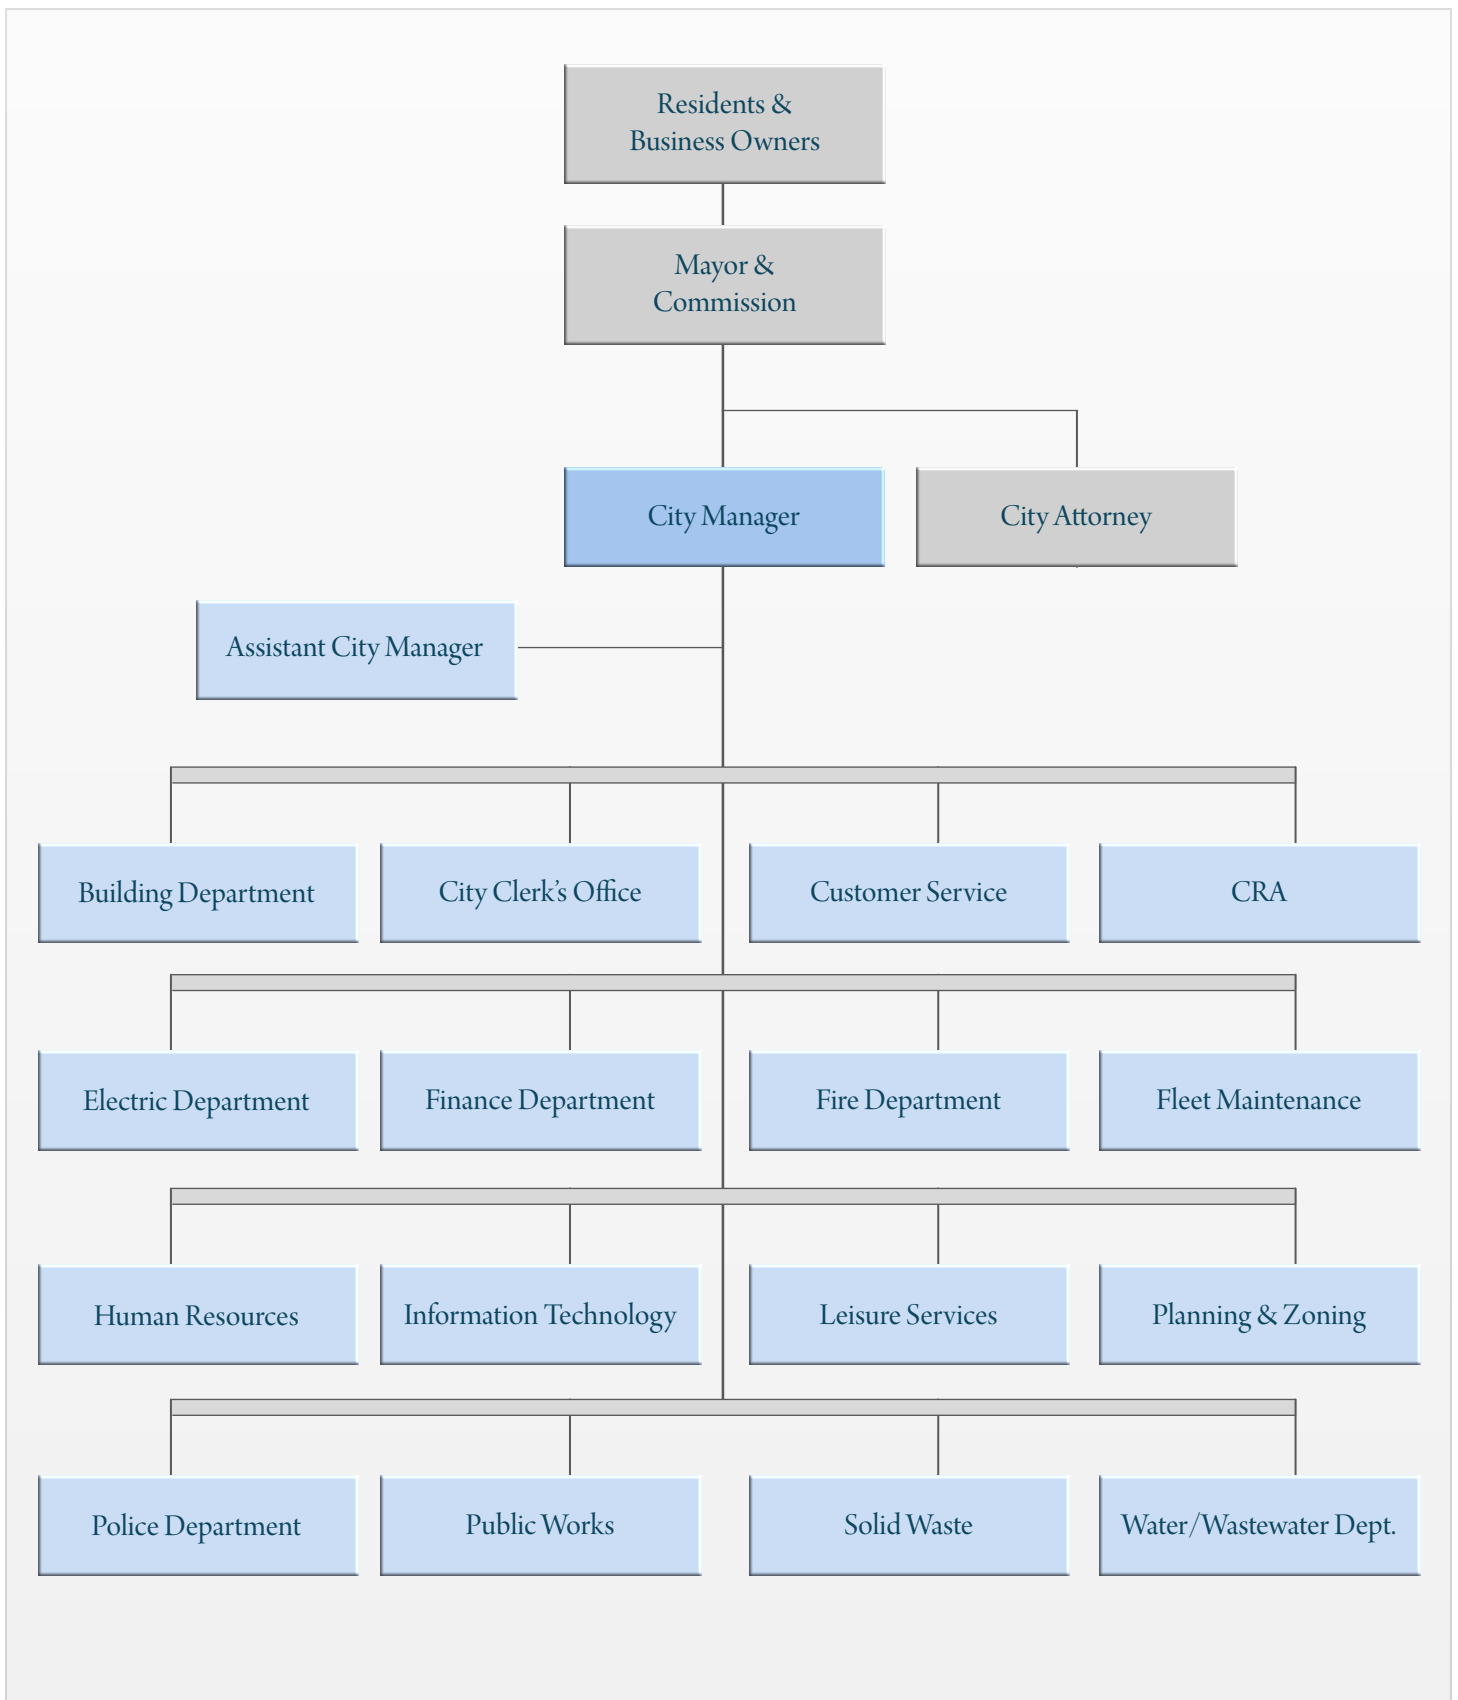 Residents &
Business Owners
Mayor &
Commission
City Manager
City Attorney
Assistant City Manager
Building Department
City Clerk's Office
Customer Service
CRA
Electric Department
Finance Department
Fire Department
Fleet Maintenance
Human Resources
Information Technology
Leisure Services
Planning & Zoning
Police Department
Public Works
Solid Waste
Water/Wastewater Dept.